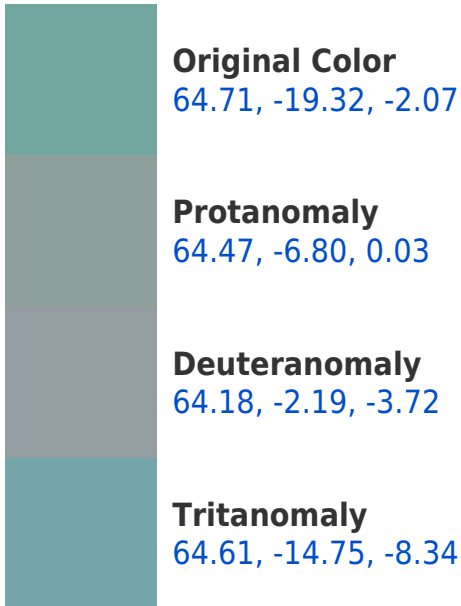 Original Color
64.71, -19.32, -2.07
Protanomaly
64.47, -6.80, 0.03
Deuteranomaly
64.18, -2.19, -3.72
Tritanomaly
64.61, -14.75, -8.34